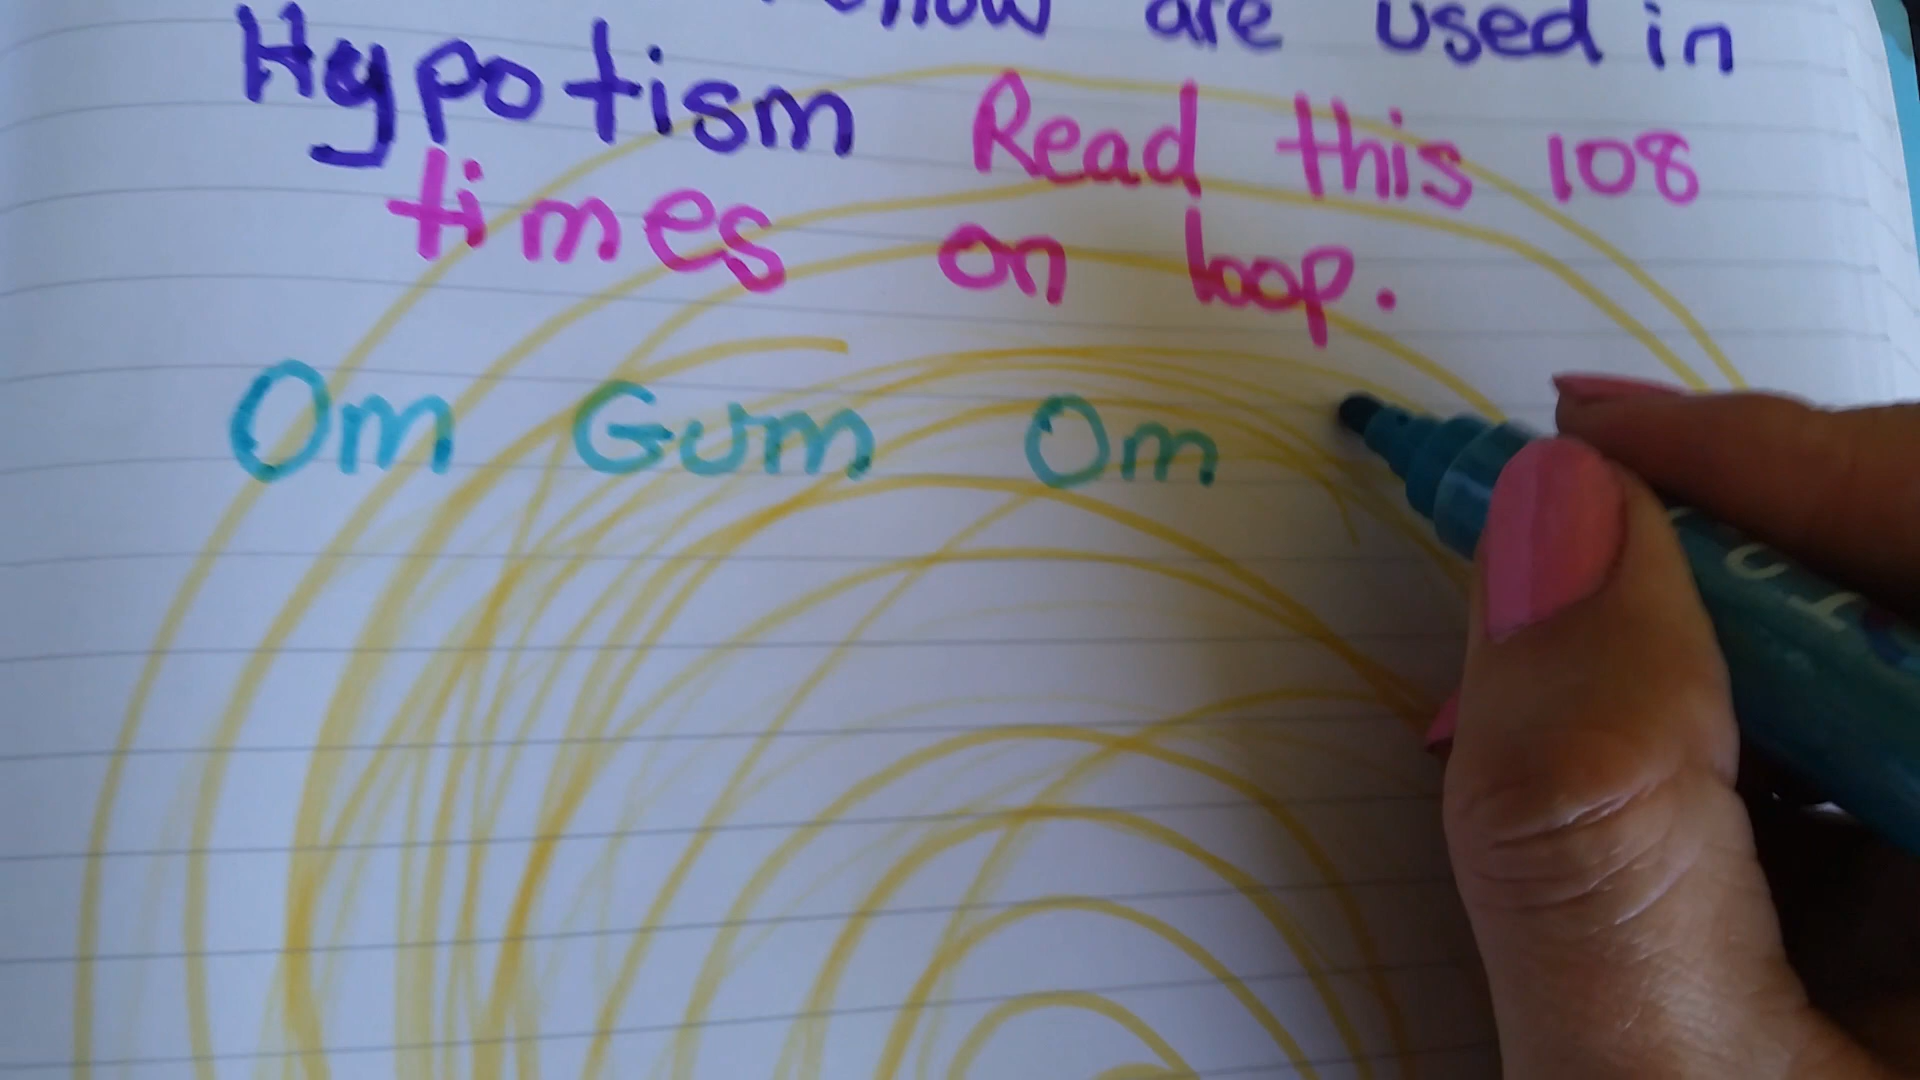 are used in
Hypotism Read this 108
times on loop.
Om Gum Om